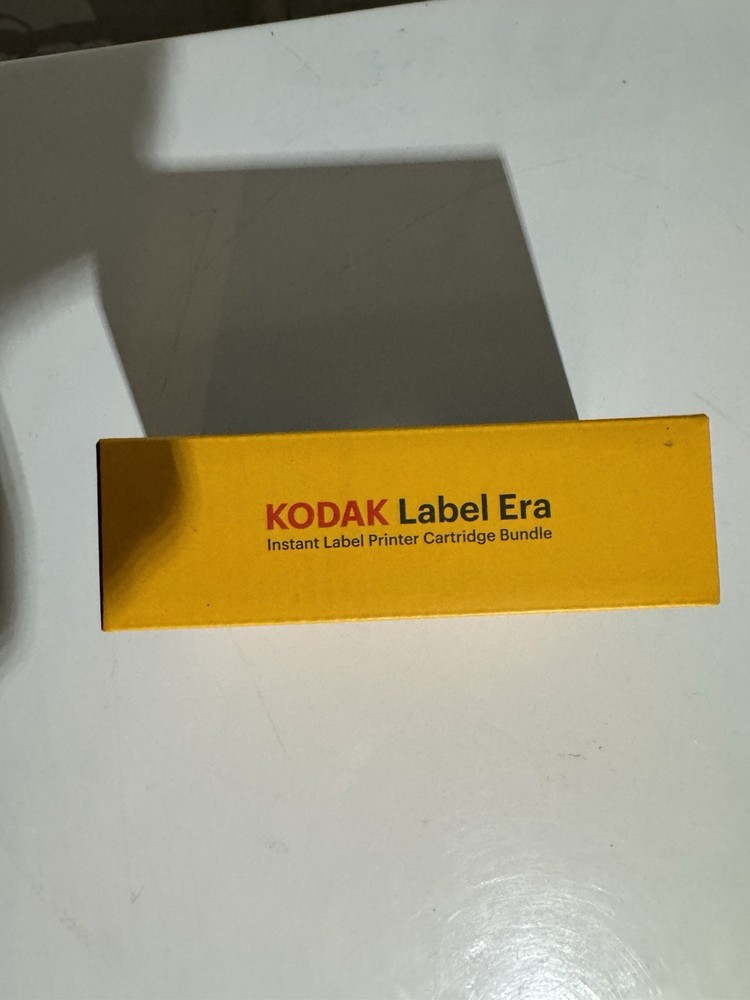 KODAK Label Era
Instant Label Printer Cartridge Bundle